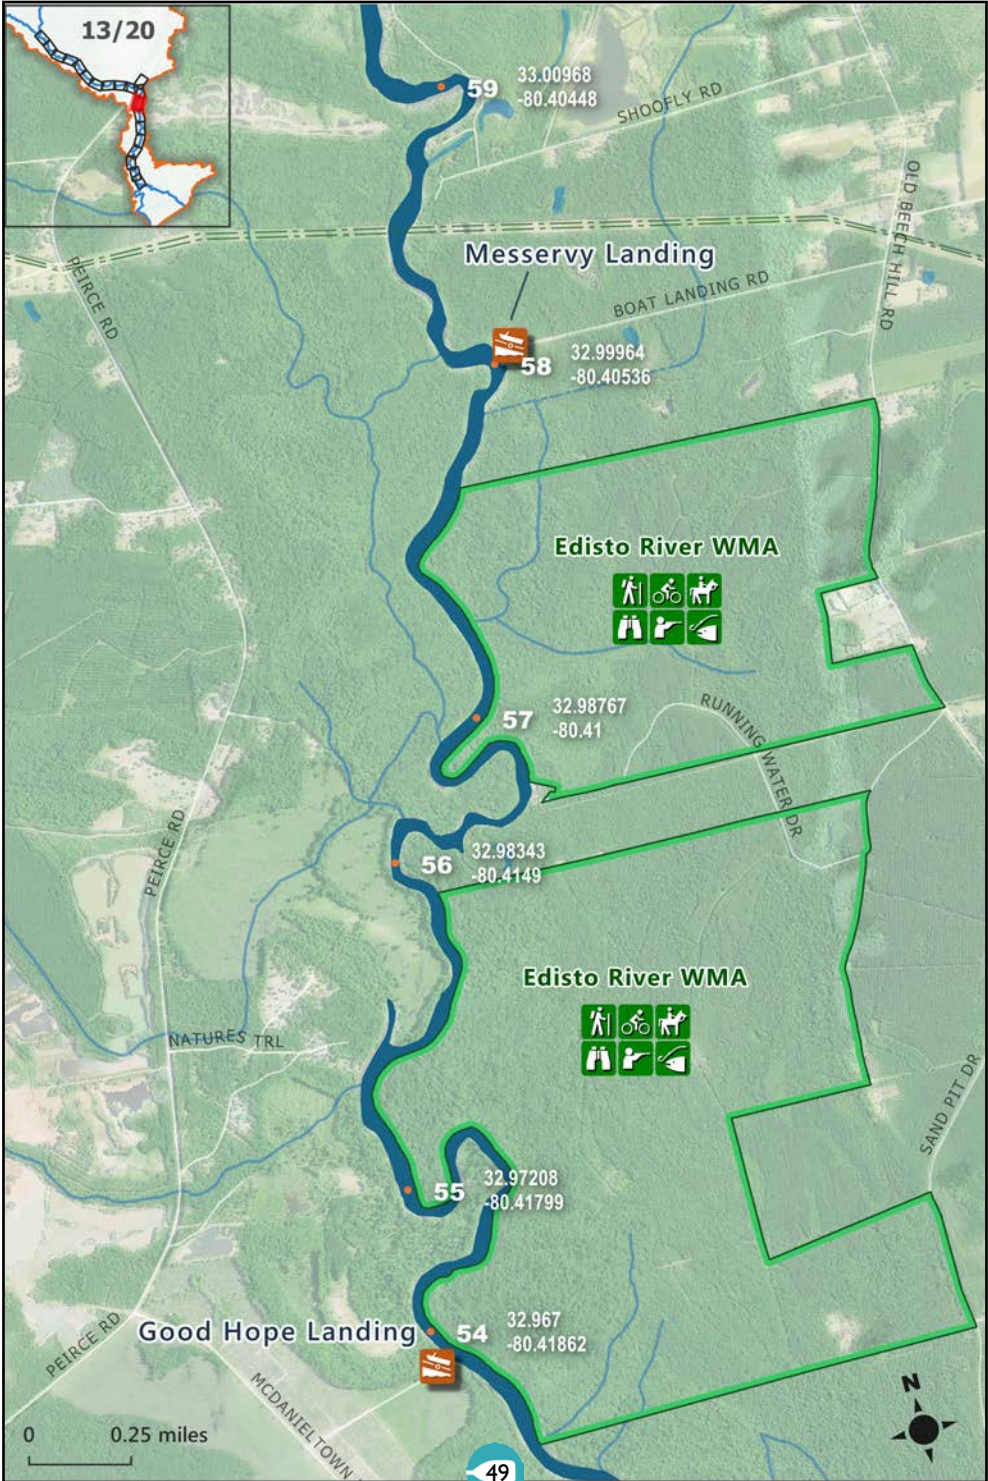 13/20
59
33.00968
-80.40448
SHOOFLY RD
OLD BEECH HILL RD
Messervy Landing
PEIRCE RD
BOAT LANDING RD
58
32.99964
-80.40536
Edisto River WMA
57
32.98767
-80.41
RUNNING WATER DR
PEIRCE RD
56
32.98343
-80.4149
Edisto River WMA
NATURES TRL
SAND PIT DR
55
32.97208
-80.41799
Good Hope Landing
54
32.967
-80.41862
PEIRCE RD
MCDANIELTOWN
N
0 0.25 miles
49